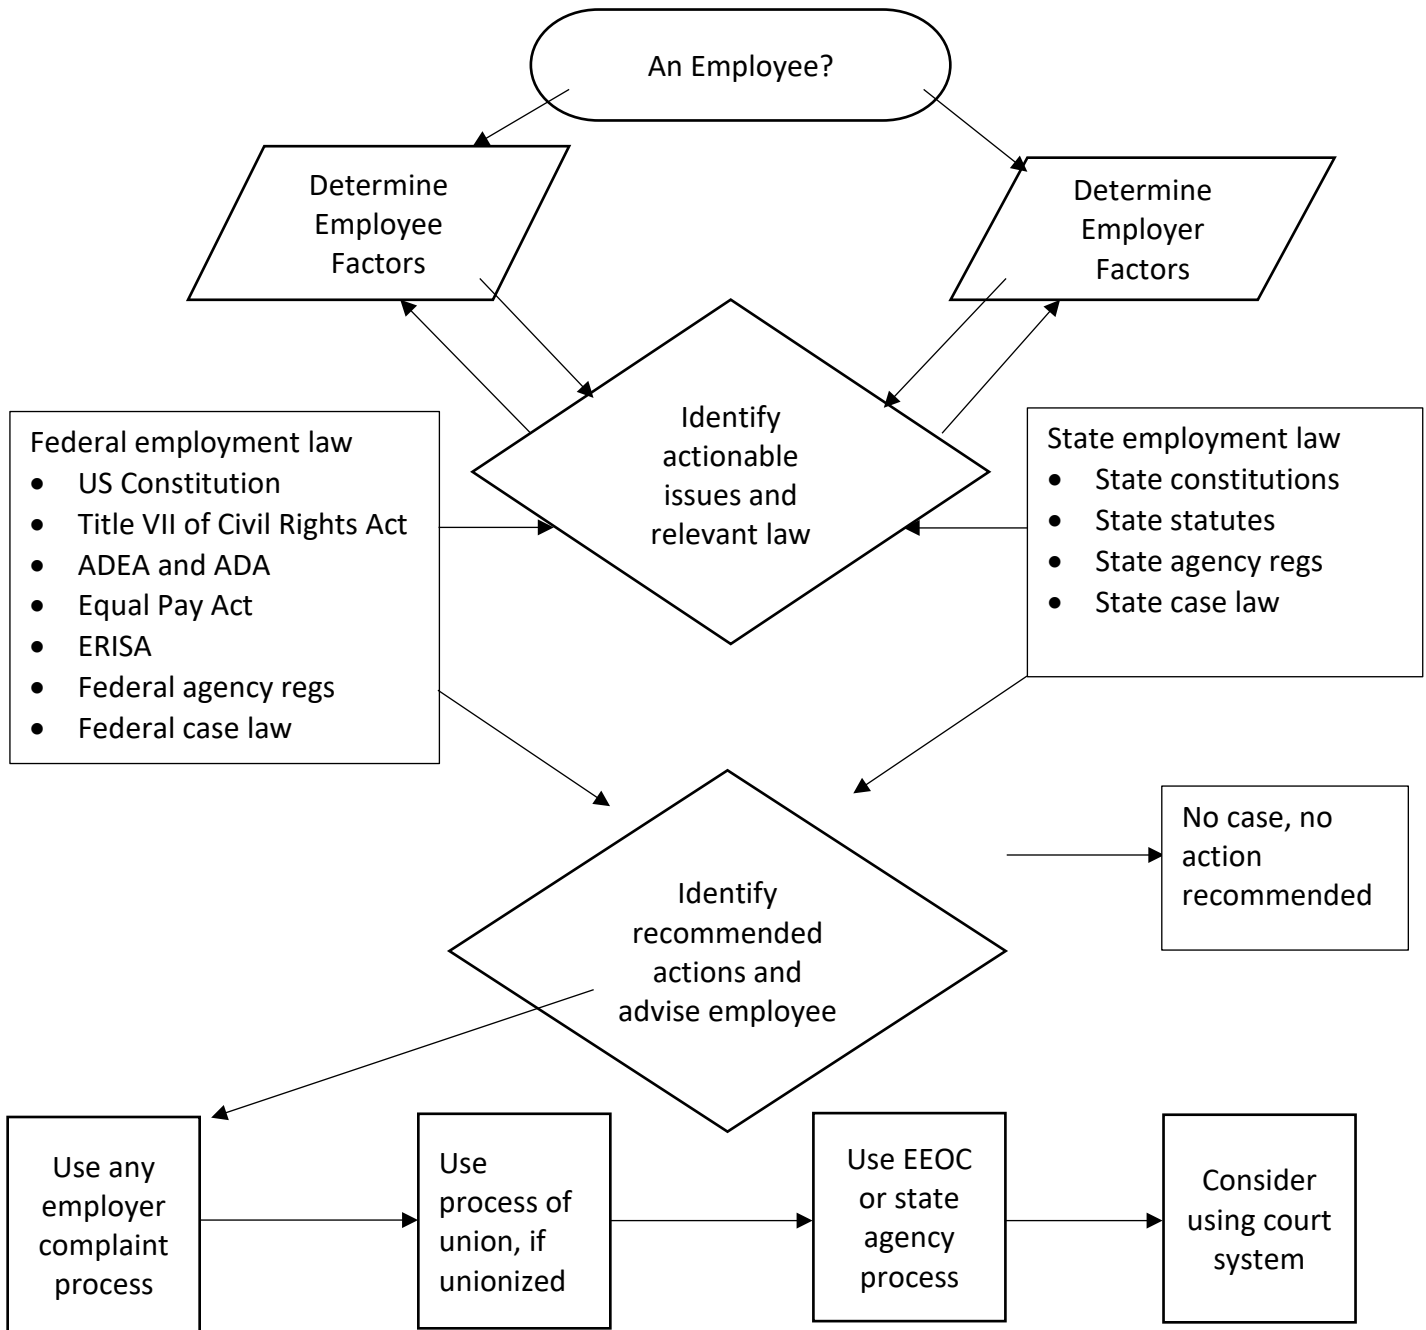 An Employee?
Determine
Employee
Factors
Determine
Employer
Factors
Identify
actionable
issues and
relevant law
Federal employment law
• US Constitution
• Title VII of Civil Rights Act
• ADEA and ADA
• Equal Pay Act
• ERISA
• Federal agency regs
• Federal case law
State employment law
• State constitutions
• State statutes
• State agency regs
• State case law
No case, no
action
recommended
Identify
recommended
actions and
advise employee
Use any
employer
complaint
process
Use
process of
union, if
unionized
Use EEOC
or state
agency
process
Consider
using court
system